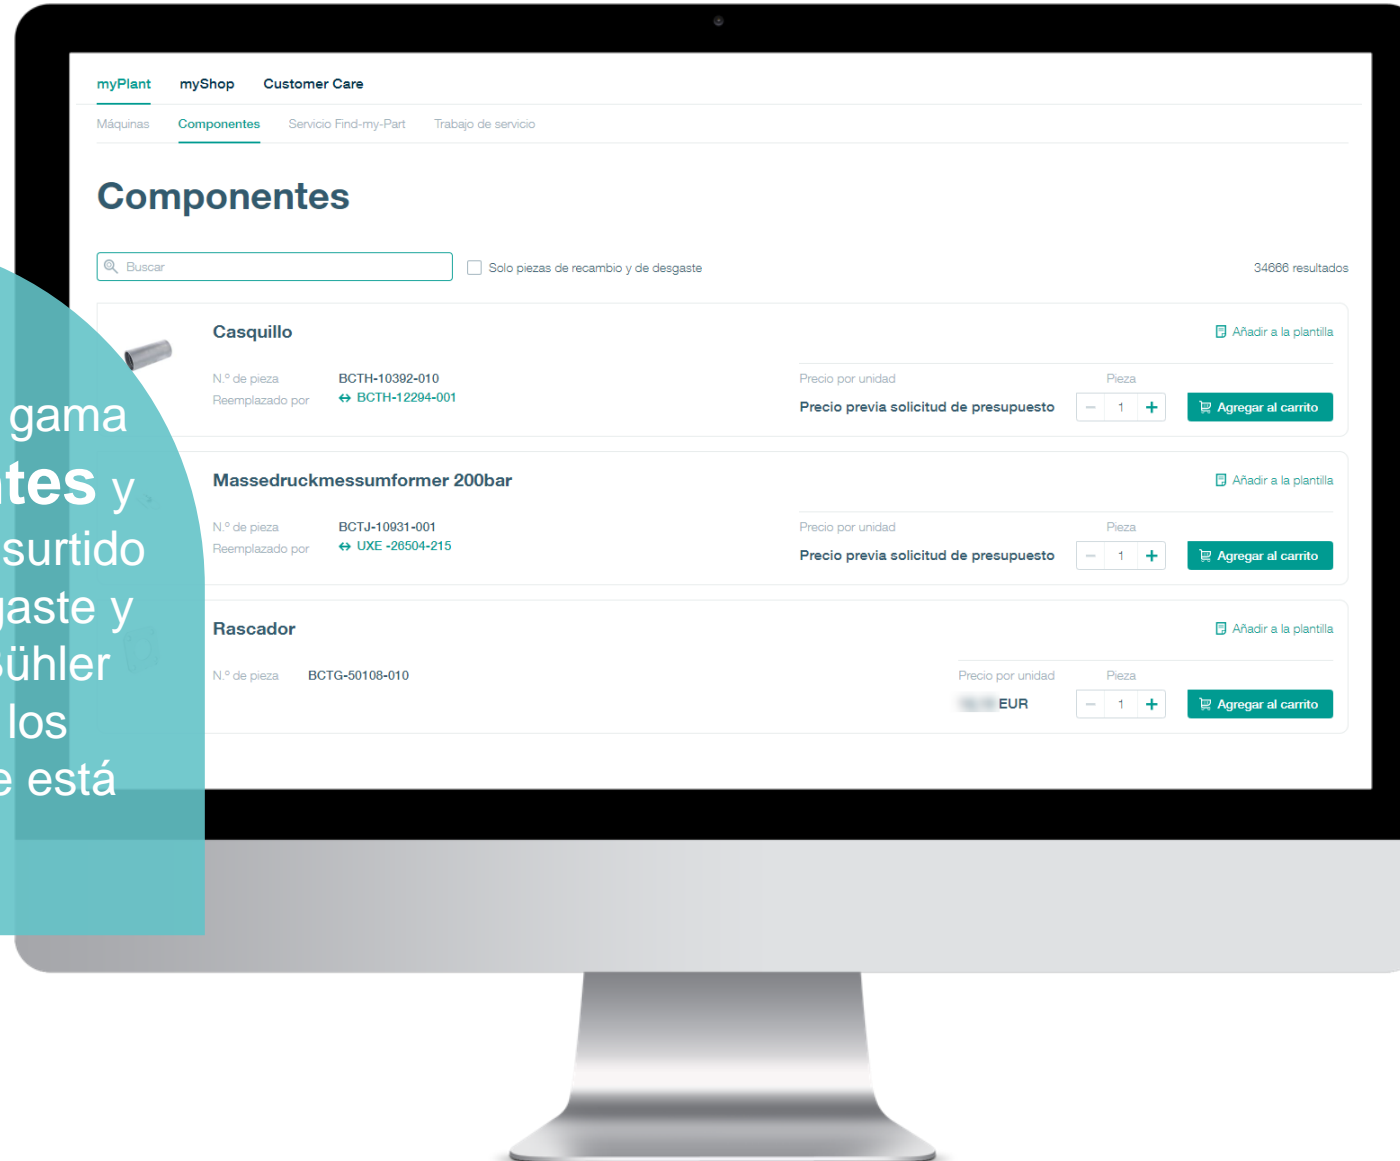 myPlant myShop Customer Care
Máquinas Componentes Servicio Find-my-Part Trabajo de servicio
Componentes
Buscar
Solo piezas de recambio y de desgaste
34666 resultados
Casquillo
Añadir a la plantilla
N.º de pieza BCTH-10392-010
Reemplazado por BCTH-12294-001
Precio por unidad Pieza
Precio previa solicitud de presupuesto 1 Agregar al carrito
Massedruckmessumformer 200bar
Añadir a la plantilla
N.º de pieza BCTJ-10931-001
Reemplazado por UXE -26504-215
Precio por unidad Pieza
Precio previa solicitud de presupuesto 1 Agregar al carrito
Rascador
Añadir a la plantilla
N.º de pieza BCTG-50108-010
Precio por unidad Pieza
EUR 1 Agregar al carrito
gama
ntes y
surtido
gaste y
Bühler
los
e está